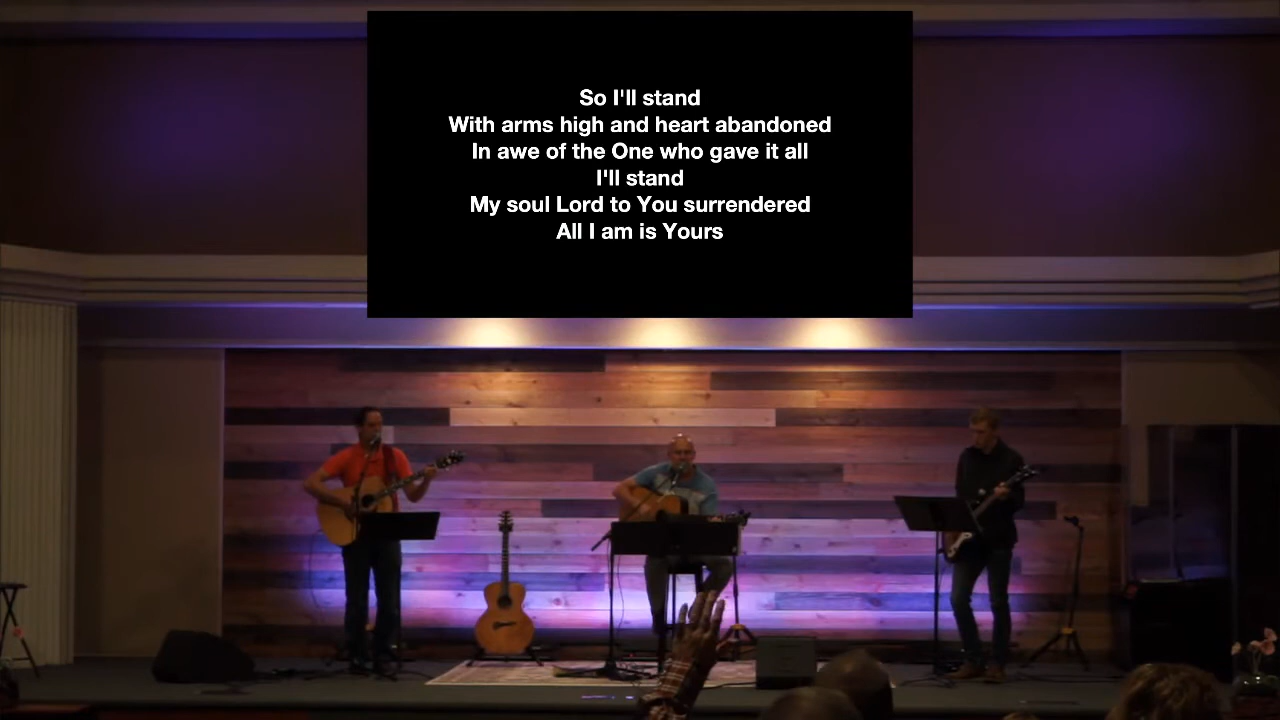 So I'll stand
With arms high and heart abandoned
In awe of the One who gave it all
I'll stand
My soul Lord to You surrendered
All I am is Yours